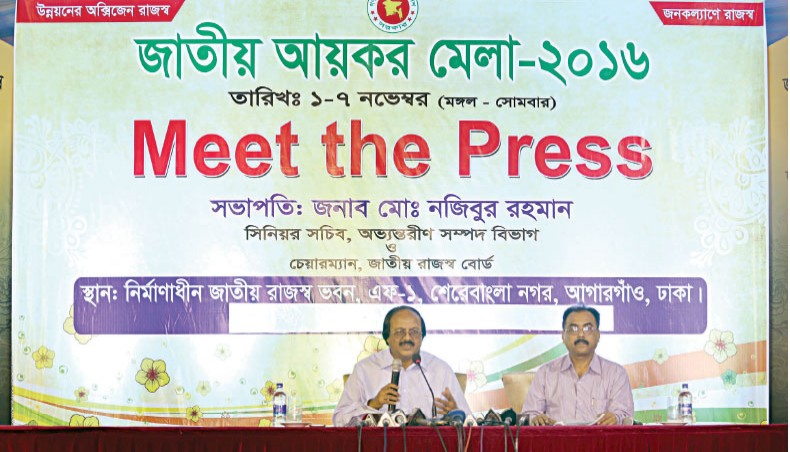 উন্নয়নের অক্সিজেন রাজস্ব
জনকল্যাণে রাজস্ব
জাতীয় আয়কর মেলা-২০১৬
তারিখঃ ১-৭ নভেম্বর (মঙ্গল - সোমবার)
Meet the Press
সভাপতি: জনাব মোঃ নজিবুর রহমান
সিনিয়র সচিব, অভ্যন্তরীণ সম্পদ বিভাগ
ও
চেয়ারম্যান, জাতীয় রাজস্ব বোর্ড
স্থান: নির্মাণাধীন জাতীয় রাজস্ব ভবন, এফ-১, শেরেবাংলা নগর, আগারগাঁও, ঢাকা।